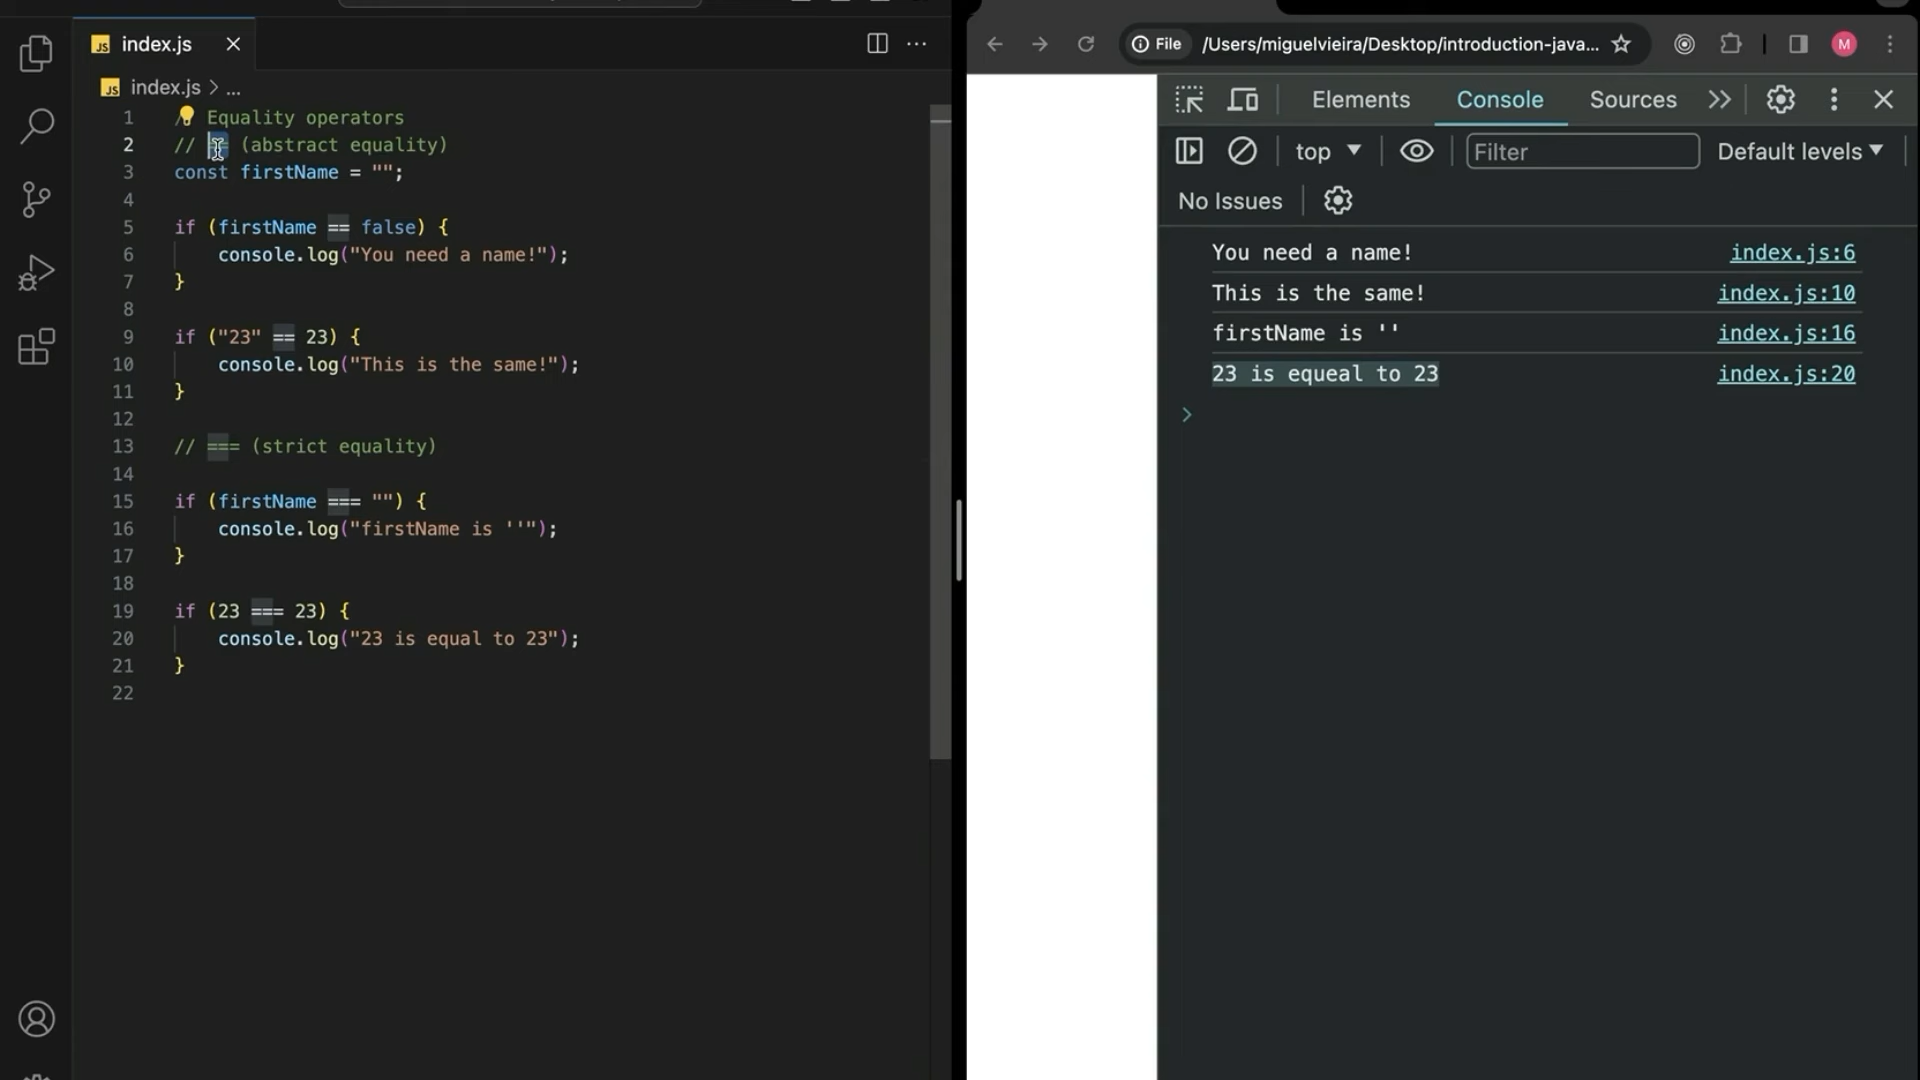 index.js
index.js > ...
1 Equality operators
2 // == (abstract equality)
3 const firstName = "";
4
5 if (firstName == false) {
6 console.log("You need a name!");
7 }
8
9 if ("23" == 23) {
10 console.log("This is the same!");
11 }
12
13 // === (strict equality)
14
15 if (firstName === "") {
16 console.log("firstName is ''");
17 }
18
19 if (23 === 23) {
20 console.log("23 is equal to 23");
21 }
22
File /Users/miguelvieira/Desktop/introduction-java... M
Elements Console Sources
top Filter Default levels
No Issues
You need a name! index.js:6
This is the same! index.js:10
firstName is '' index.js:16
23 is equeal to 23 index.js:20